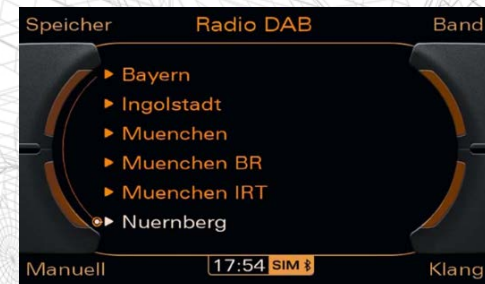 Speicher Radio DAB Band
Bayern
Ingolstadt
Muenchen
Muenchen BR
Muenchen IRT
Nuernberg
Manuell 17:54 SIM Klang